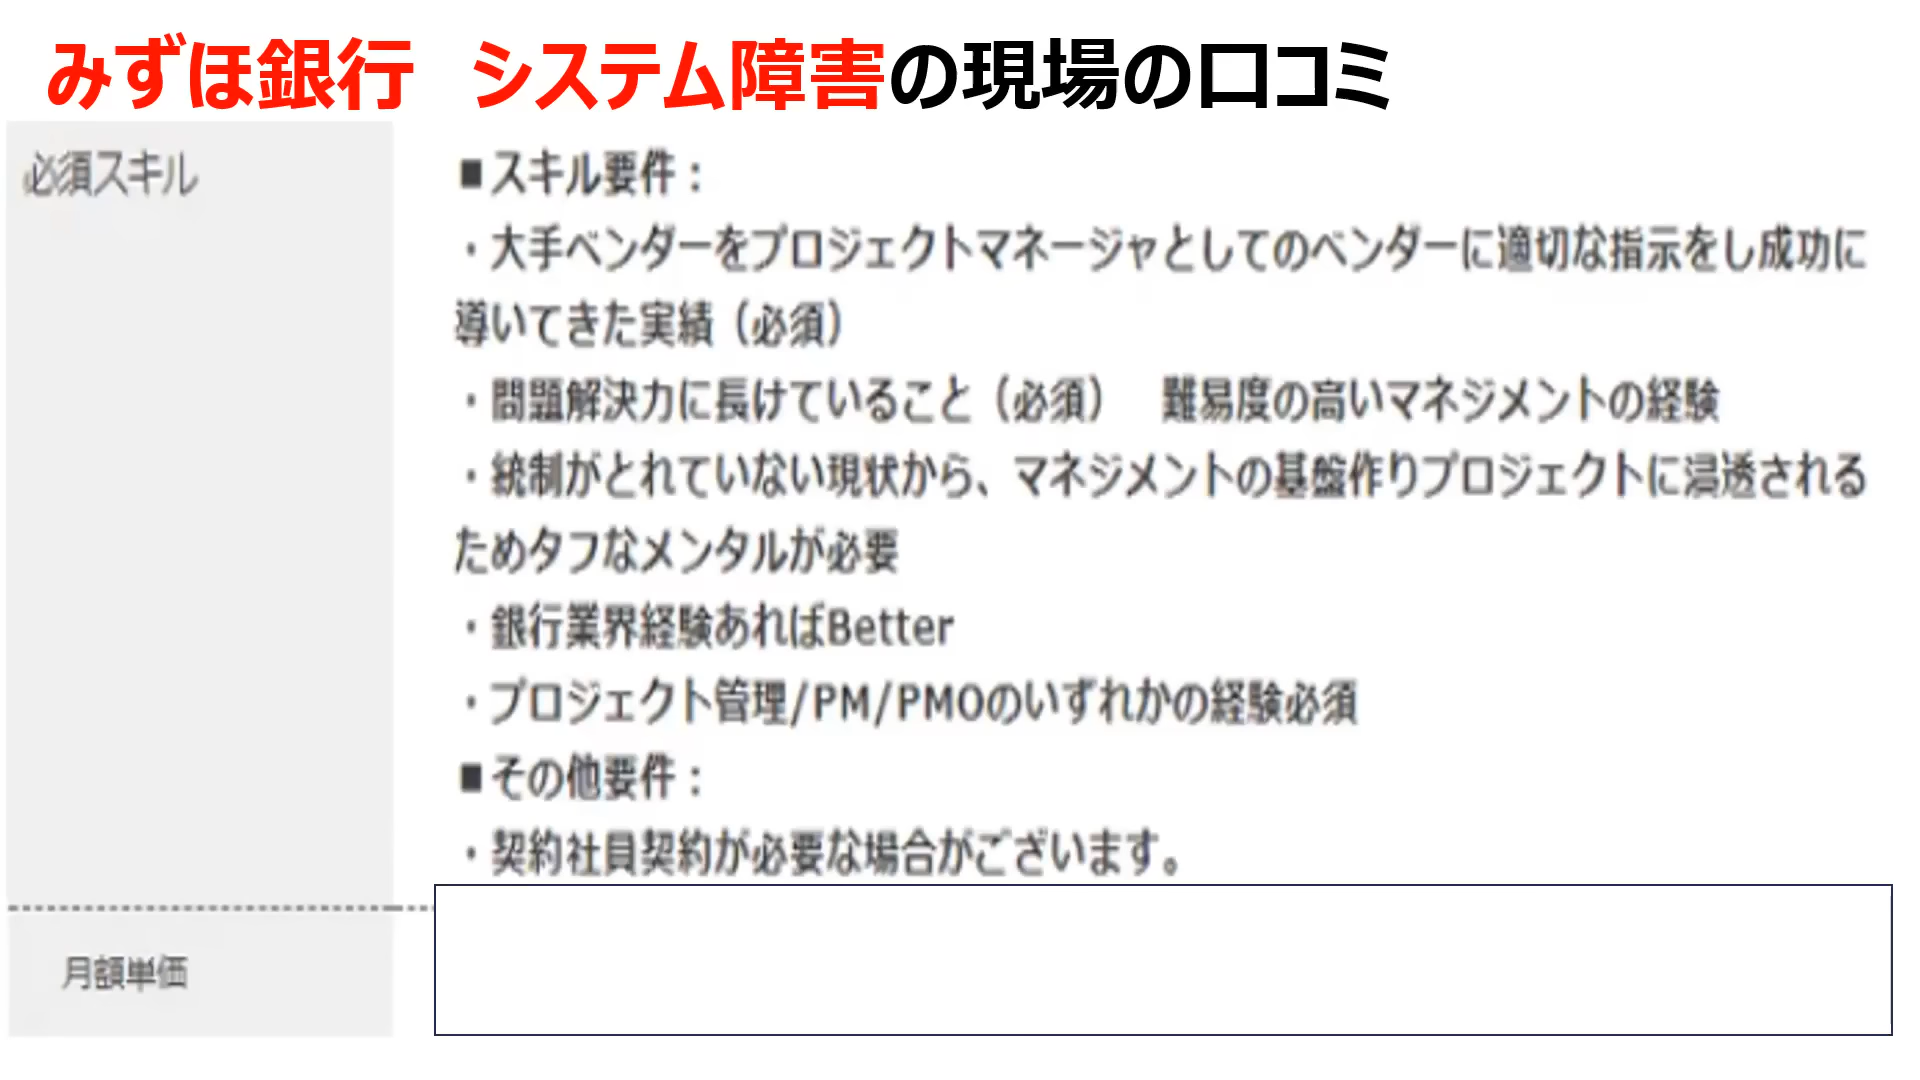 みずほ銀行　システム障害の現場の口コミ
必須スキル
■スキル要件：
・大手ベンダーをプロジェクトマネージャとしてのベンダーに適切な指示をし成功に
導いてきた実績（必須）
・問題解決力に長けていること（必須）　難易度の高いマネジメントの経験
・統制がとれていない現状から、マネジメントの基盤作りプロジェクトに浸透される
ためタフなメンタルが必要
・銀行業界経験あればBetter
・プロジェクト管理/PM/PMOのいずれかの経験必須
■その他要件：
・契約社員契約が必要な場合がございます。
月額単価